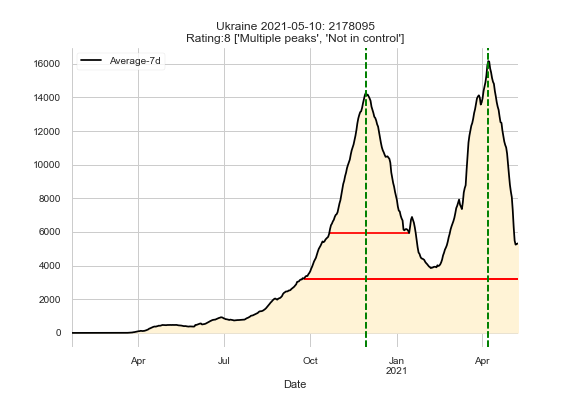 Ukraine 2021-05-10: 2178095
Rating:8 ['Multiple peaks', 'Not in control']
Average-7d
16000
14000
12000
10000
8000
6000
4000
2000
0
Apr
Jul
Oct
Jan
2021
Apr
Date